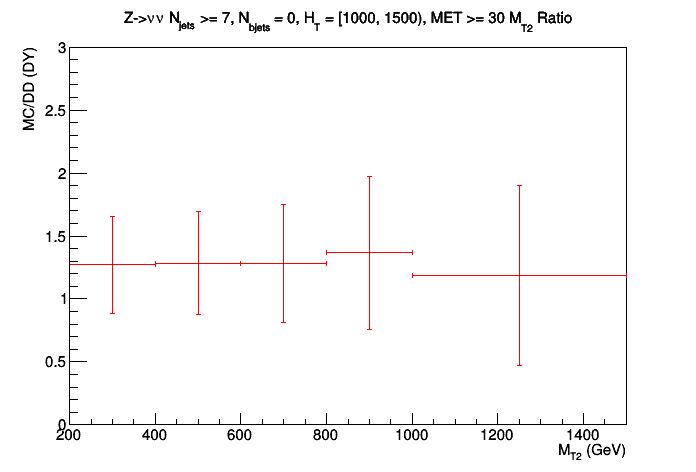 Z->νν N_jets >= 7, N_bjets = 0, H_T = [1000, 1500), MET >= 30 M_T2 Ratio
MC/DD (DY)
3
2.5
2
1.5
1
0.5
0
200 400 600 800 1000 1200 1400
M_T2 (GeV)